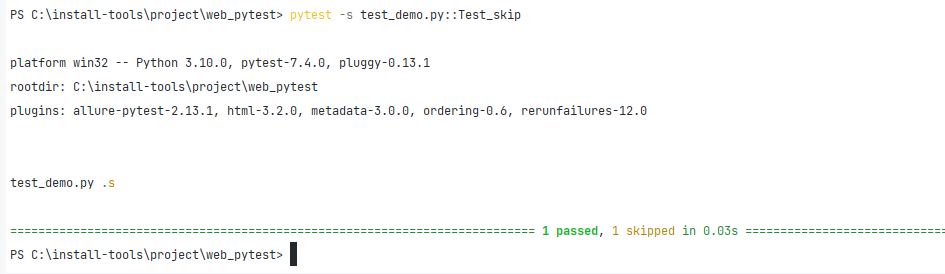 PS C:\install-tools\project\web_pytest> pytest -s test_demo.py::Test_skip
platform win32 -- Python 3.10.0, pytest-7.4.0, pluggy-0.13.1
rootdir: C:\install-tools\project\web_pytest
plugins: allure-pytest-2.13.1, html-3.2.0, metadata-3.0.0, ordering-0.6, rerunfailures-12.0
test_demo.py .s
=========================================================================== 1 passed, 1 skipped in 0.03s ============================
PS C:\install-tools\project\web_pytest>